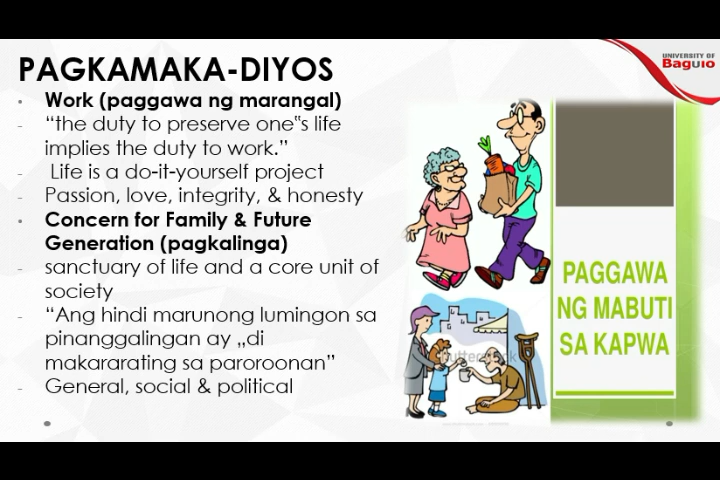 UNIVERSITY OF
Baguio
PAGKAMAKA-DIYOS
• Work (paggawa ng marangal)
- “the duty to preserve one‟s life
implies the duty to work.”
- Life is a do-it-yourself project
- Passion, love, integrity, & honesty
• Concern for Family & Future
Generation (pagkalinga)
- sanctuary of life and a core unit of
society
- “Ang hindi marunong lumingon sa
pinanggalingan ay „di
makararating sa paroroonan”
- General, social & political
PAGGAWA
NG MABUTI
SA KAPWA